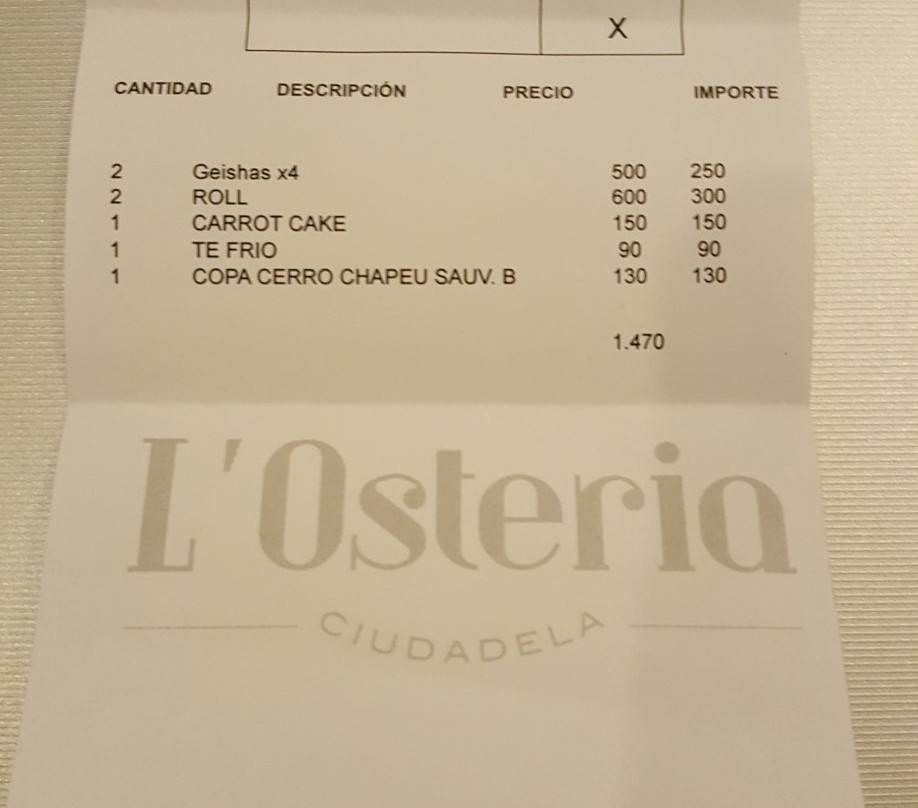 X
CANTIDAD DESCRIPCIÓN PRECIO IMPORTE
2 Geishas x4 500 250
2 ROLL 600 300
1 CARROT CAKE 150 150
1 TE FRIO 90 90
1 COPA CERRO CHAPEU SAUV. B 130 130
1.470
L'Osteria
CIUDADELA